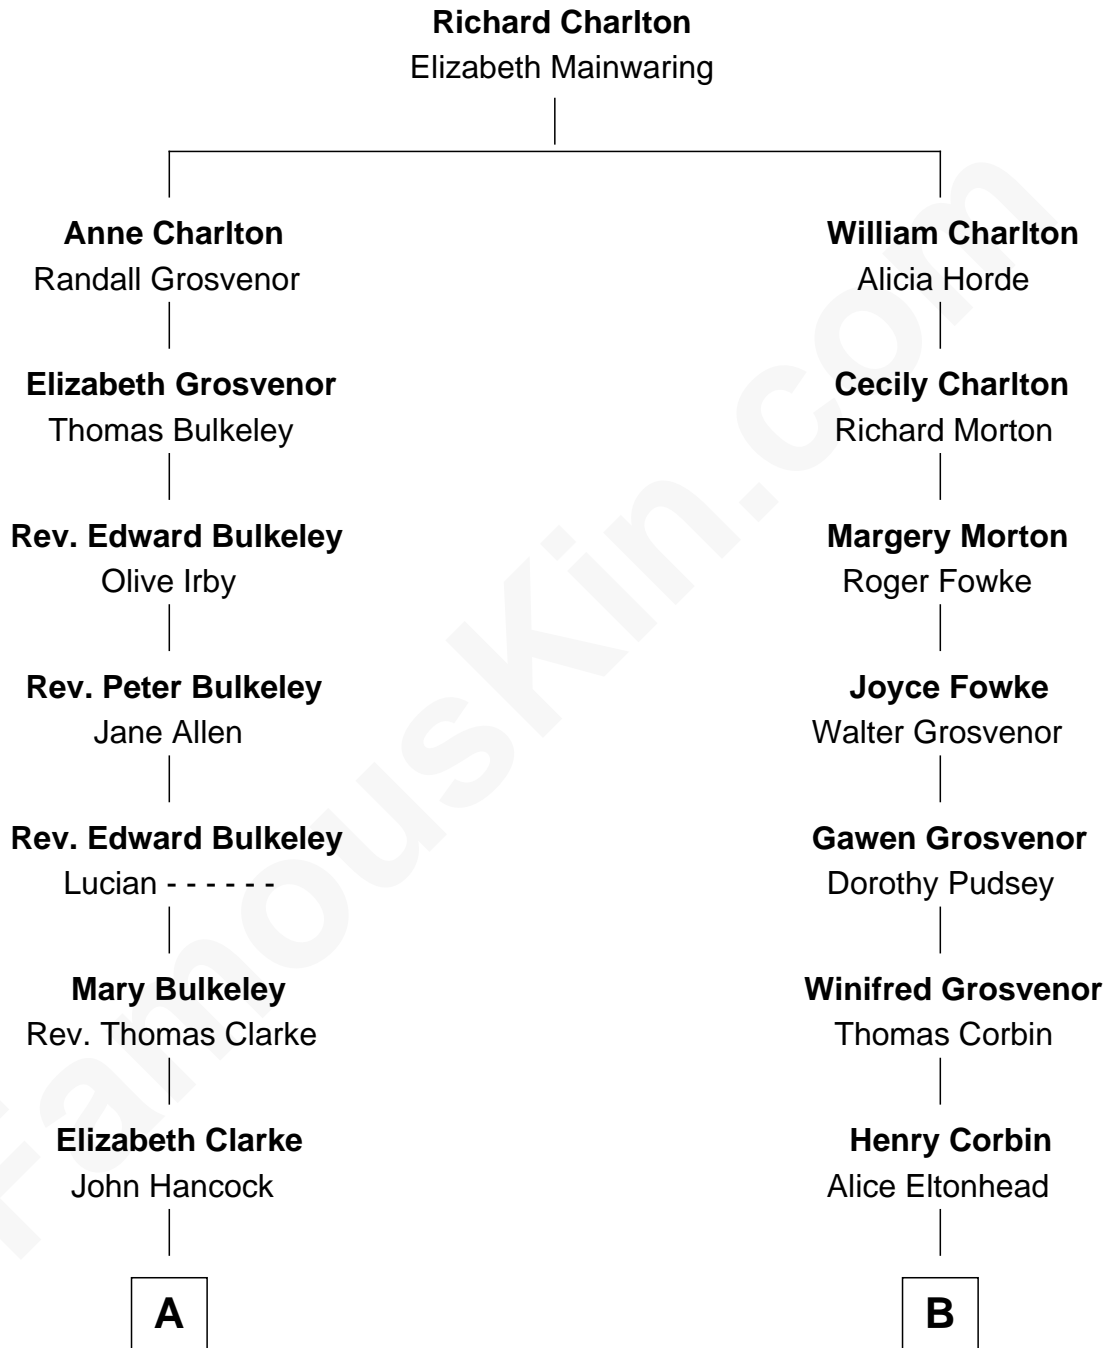 Richard Charlton
Elizabeth Mainwaring
Anne Charlton
Randall Grosvenor
William Charlton
Alicia Horde
Elizabeth Grosvenor
Thomas Bulkeley
Cecily Charlton
Richard Morton
Rev. Edward Bulkeley
Olive Irby
Margery Morton
Roger Fowke
Rev. Peter Bulkeley
Jane Allen
Joyce Fowke
Walter Grosvenor
Rev. Edward Bulkeley
Lucian - - - - - -
Gawen Grosvenor
Dorothy Pudsey
Mary Bulkeley
Rev. Thomas Clarke
Winifred Grosvenor
Thomas Corbin
Elizabeth Clarke
John Hancock
Henry Corbin
Alice Eltonhead
A
B
FamousKin.com